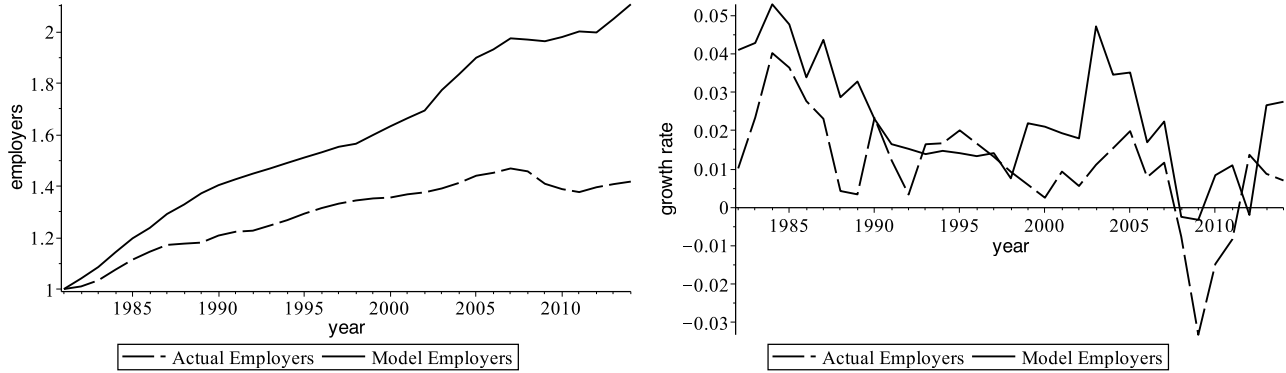 employers
2
1.8
1.6
1.4
1.2
1
1985 1990 1995 2000 2005 2010
year
Actual Employers Model Employers
growth rate
0.05
0.04
0.03
0.02
0.01
0
−0.01
−0.02
−0.03
1985 1990 1995 2000 2005 2010
year
Actual Employers Model Employers